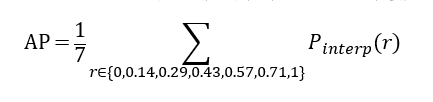 AP = 1/7 ∑ r∈{0,0.14,0.29,0.43,0.57,0.71,1} P_interp(r)